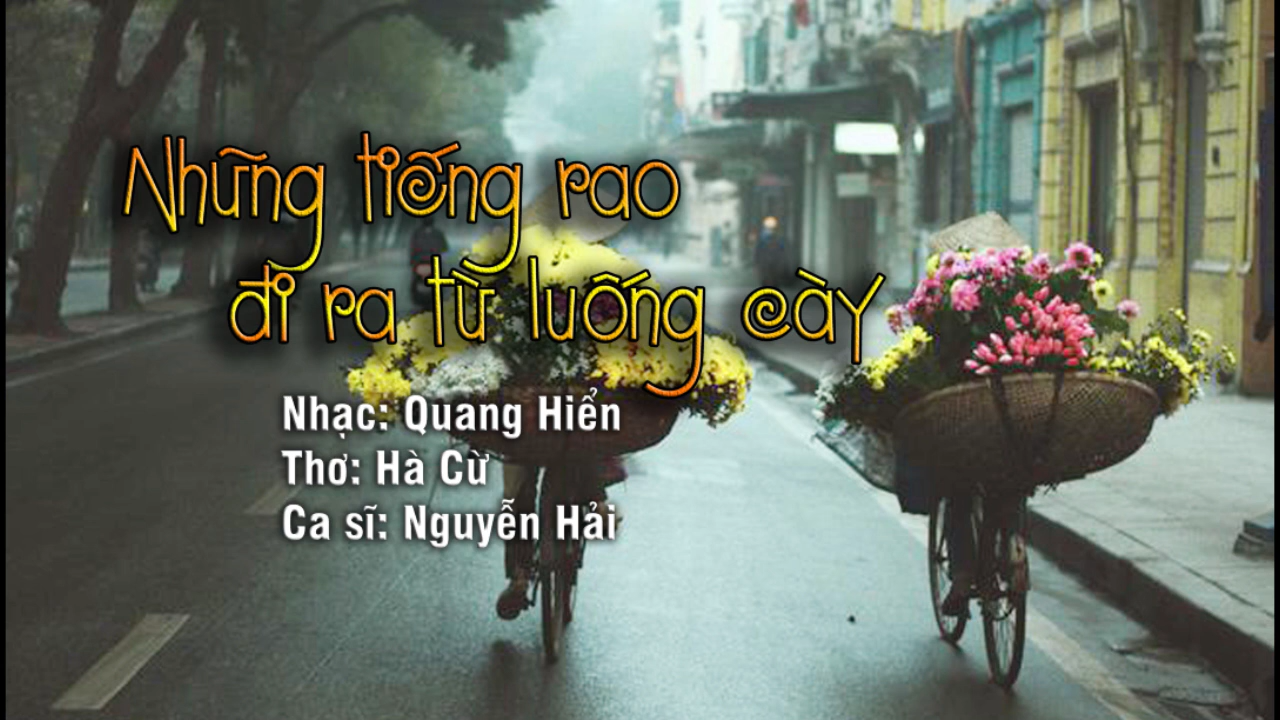 Những tiếng rao
đi ra từ luống cày
Nhạc: Quang Hiển
Thơ: Hà Cừ
Ca sĩ: Nguyễn Hải